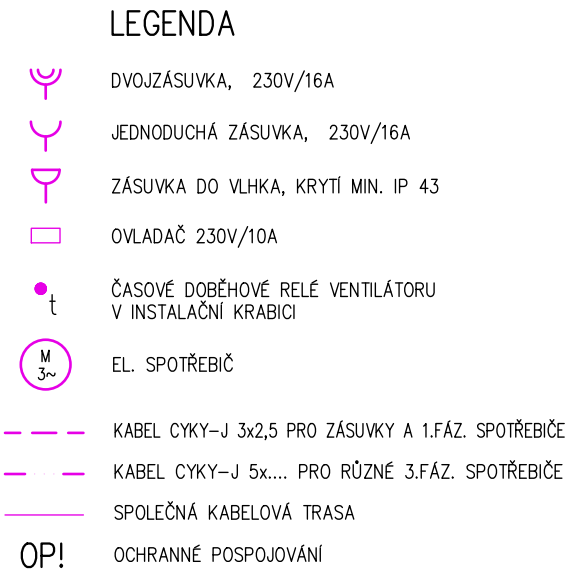 LEGENDA
DVOJZÁSUVKA, 230V/16A
JEDNODUCHÁ ZÁSUVKA, 230V/16A
ZÁSUVKA DO VLHKA, KRYTÍ MIN. IP 43
OVLADAČ 230V/10A
t
ČASOVÉ DOBĚHOVÉ RELÉ VENTILÁTORU
V INSTALAČNÍ KRABICI
M
3~
EL. SPOTŘEBIČ
KABEL CYKY-J 3x2,5 PRO ZÁSUVKY A 1.FÁZ. SPOTŘEBIČE
KABEL CYKY-J 5x.... PRO RŮZNÉ 3.FÁZ. SPOTŘEBIČE
SPOLEČNÁ KABELOVÁ TRASA
OP! OCHRANNÉ POSPOJOVÁNÍ